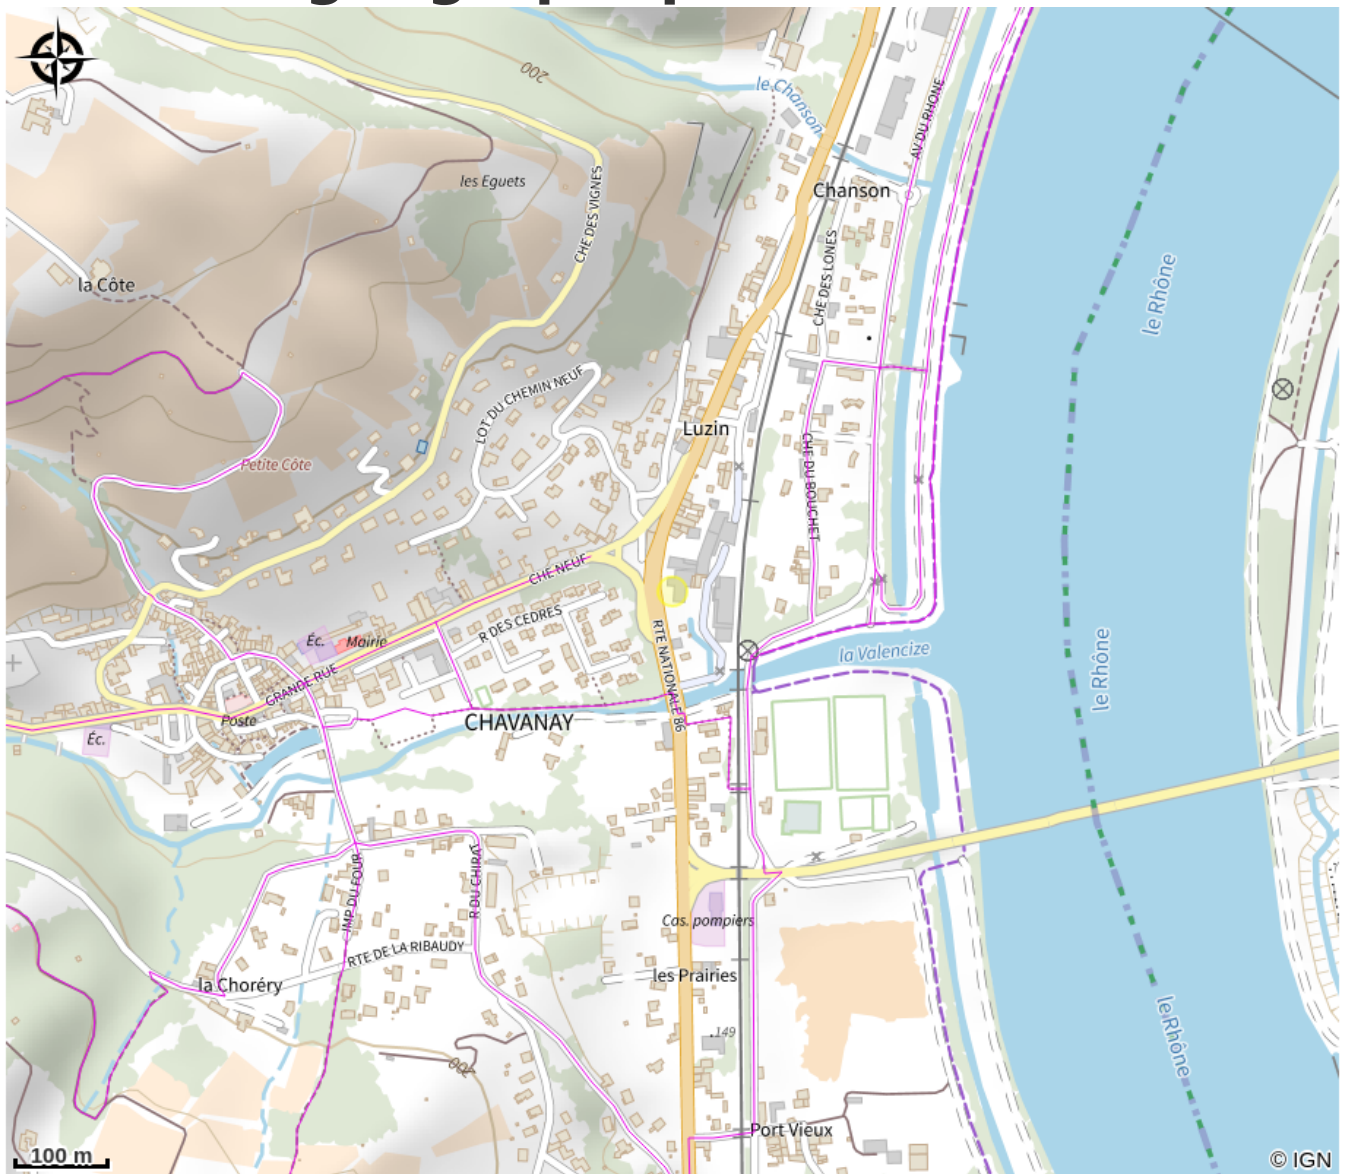 200
le Chanson
AV DU RHONE
les Eguets
CHE DES VIGNES
Chanson
la Côte
CHE DES LONES
le Rhône
LOT DU CHEMIN NEUF
Luzin
Petite Côte
CHE DU BOUCHET
CHE NEUF
R DES CEDRES
Éc.
Mairie
RTE NATIONALE 86
la Valencize
le Rhône
GRANDE RUE
Poste
CHAVANAY
Éc.
IMP DU FOUR
R DU CHIRAT
Cas. pompiers
RTE DE LA RIBAUDY
les Prairies
la Choréry
.149
le Rhône
200
Port Vieux
100 m
© IGN